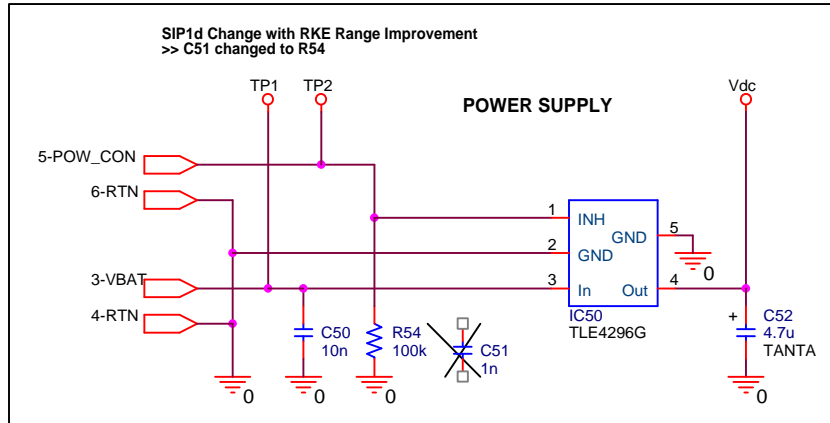 SIP1d Change with RKE Range Improvement
>> C51 changed to R54
TP1
TP2
Vdc
POWER SUPPLY
5-POW_CON
6-RTN
1
INH
5
GND
2
GND
0
3-VBAT
3
In
Out
4
4-RTN
IC50
TLE4296G
C50
10n
R54
100k
C51
1n
+
C52
4.7u
TANTA
0
0
0
0